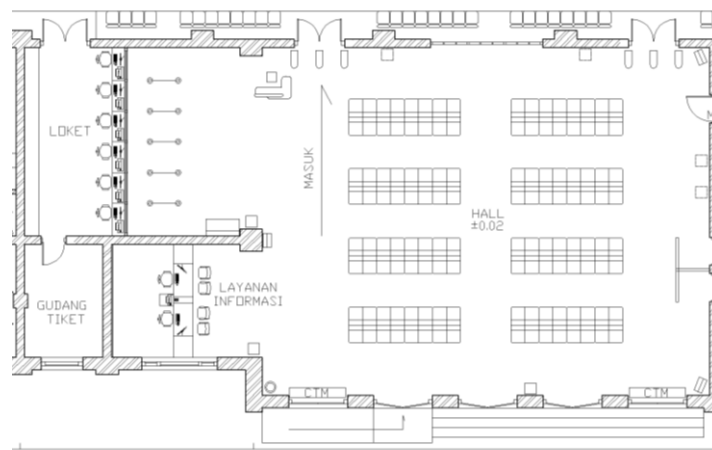 LOKET
MASUK
HALL
±0.02
GUDANG
TIKET
LAYANAN
INFORMASI
CTM
CTM